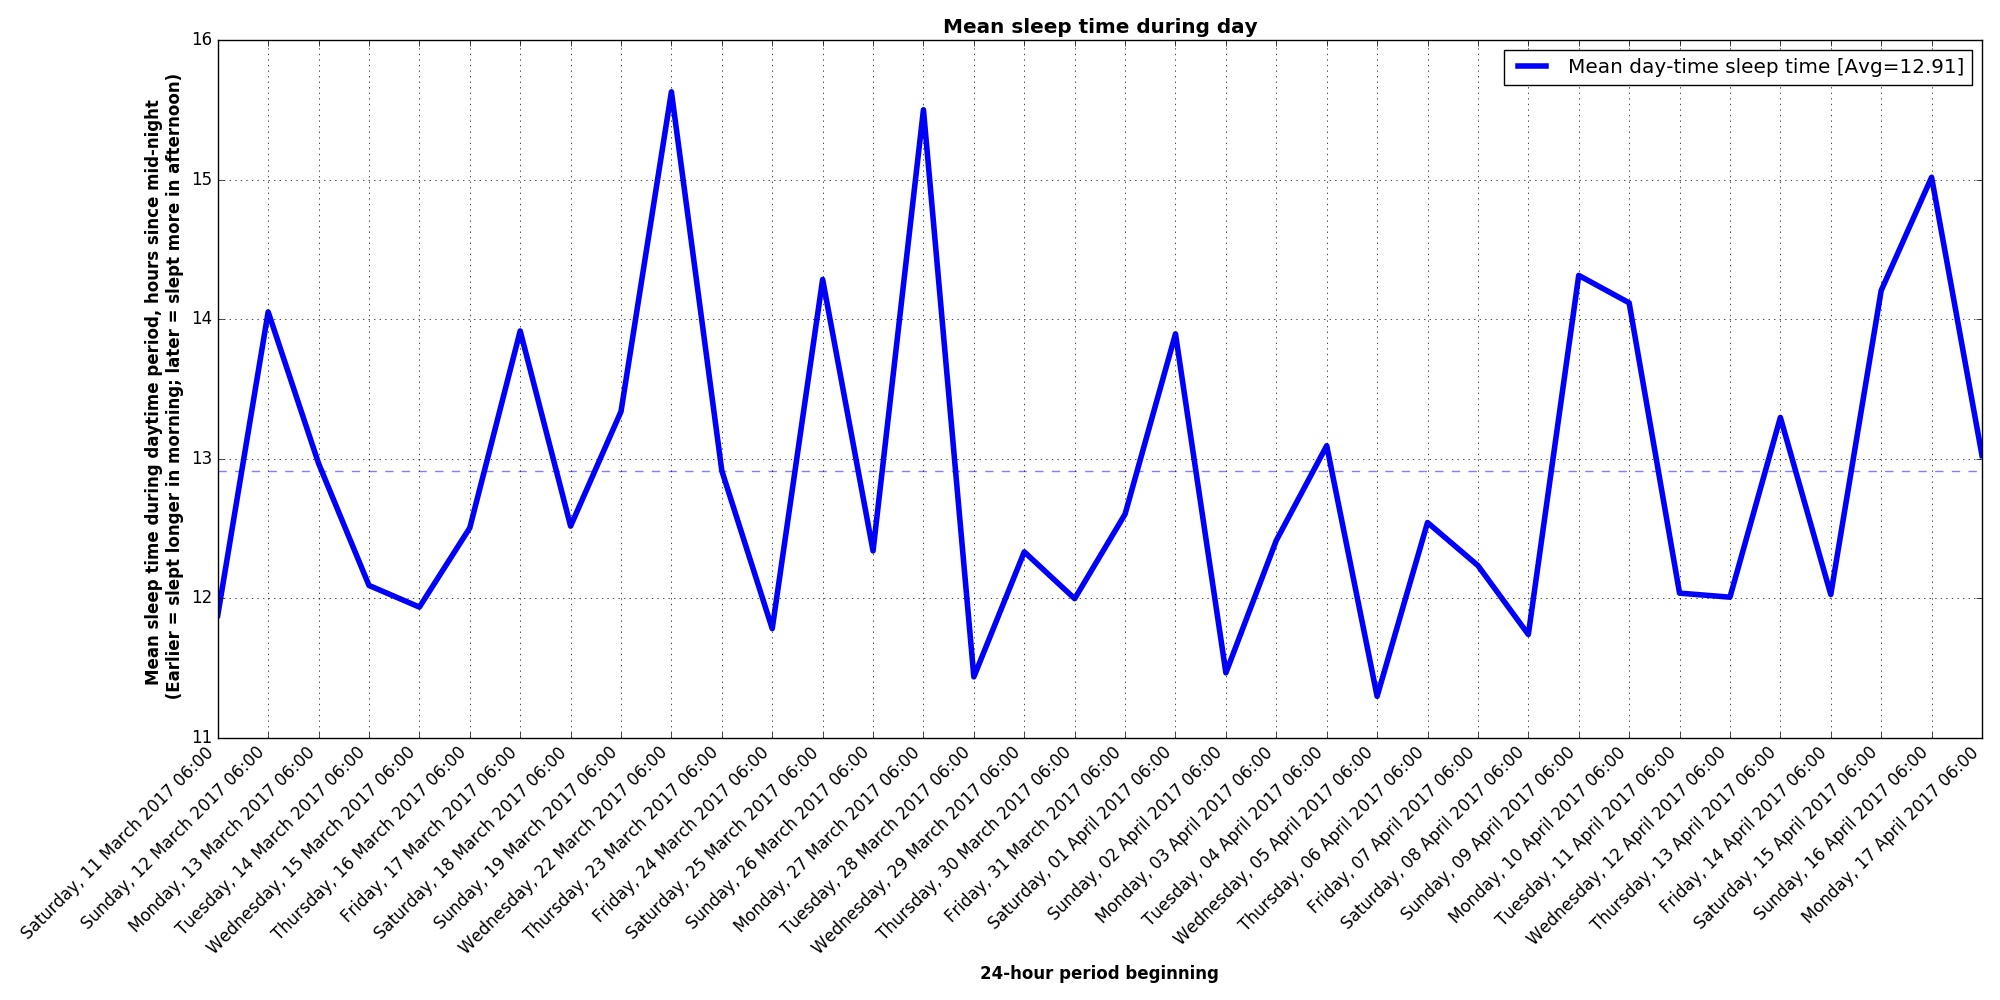 Mean sleep time during day
Mean day-time sleep time [Avg=12.91]
Mean sleep time during daytime period, hours since mid-night
(Earlier = slept longer in morning; later = slept more in afternoon)
16
15
14
13
12
11
Saturday, 11 March 2017 06:00
Sunday, 12 March 2017 06:00
Monday, 13 March 2017 06:00
Tuesday, 14 March 2017 06:00
Wednesday, 15 March 2017 06:00
Thursday, 16 March 2017 06:00
Friday, 17 March 2017 06:00
Saturday, 18 March 2017 06:00
Sunday, 19 March 2017 06:00
Wednesday, 22 March 2017 06:00
Thursday, 23 March 2017 06:00
Friday, 24 March 2017 06:00
Saturday, 25 March 2017 06:00
Sunday, 26 March 2017 06:00
Monday, 27 March 2017 06:00
Tuesday, 28 March 2017 06:00
Wednesday, 29 March 2017 06:00
Thursday, 30 March 2017 06:00
Friday, 31 March 2017 06:00
Saturday, 01 April 2017 06:00
Sunday, 02 April 2017 06:00
Monday, 03 April 2017 06:00
Tuesday, 04 April 2017 06:00
Wednesday, 05 April 2017 06:00
Thursday, 06 April 2017 06:00
Friday, 07 April 2017 06:00
Saturday, 08 April 2017 06:00
Sunday, 09 April 2017 06:00
Monday, 10 April 2017 06:00
Tuesday, 11 April 2017 06:00
Wednesday, 12 April 2017 06:00
Thursday, 13 April 2017 06:00
Friday, 14 April 2017 06:00
Saturday, 15 April 2017 06:00
Sunday, 16 April 2017 06:00
Monday, 17 April 2017 06:00
24-hour period beginning